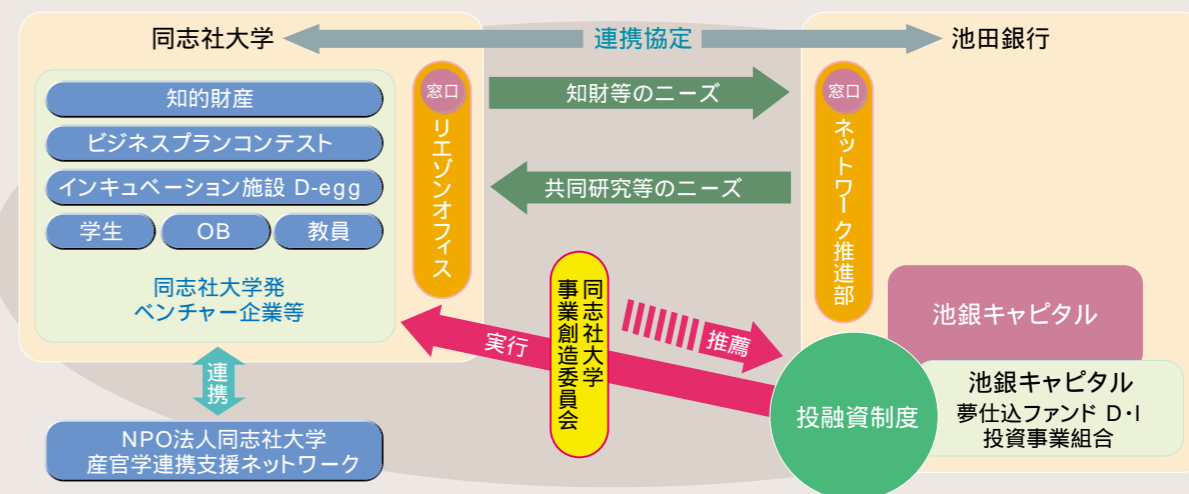 同志社大学
連携協定
池田銀行
知的財産
ビジネスプランコンテスト
インキュベーション施設 D-egg
学生
OB
教員
同志社大学発
ベンチャー企業等
窓口
リエゾンオフィス
知財等のニーズ
共同研究等のニーズ
窓口
ネットワーク推進部
同志社大学
事業創造委員会
実行
推薦
池銀キャピタル
投融資制度
池銀キャピタル
夢仕込ファンド D・I
投資事業組合
連携
NPO法人同志社大学
産官学連携支援ネットワーク